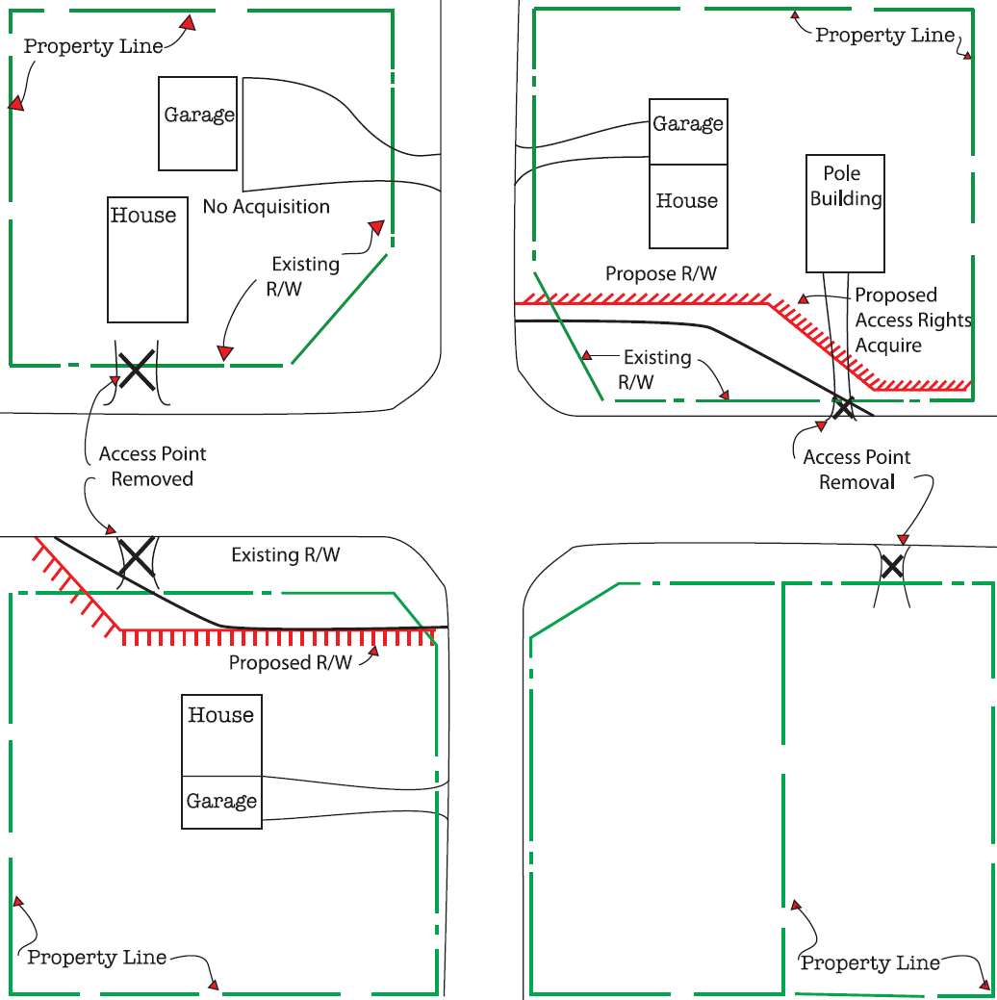 Property Line
Garage
House
No Acquisition
Existing
R/W
Property Line
Garage
House
Pole
Building
Propose R/W
Proposed
Access Rights
Acquire
Existing
R/W
Access Point
Removed
Access Point
Removal
Existing R/W
Proposed R/W
House
Garage
Property Line
Property Line